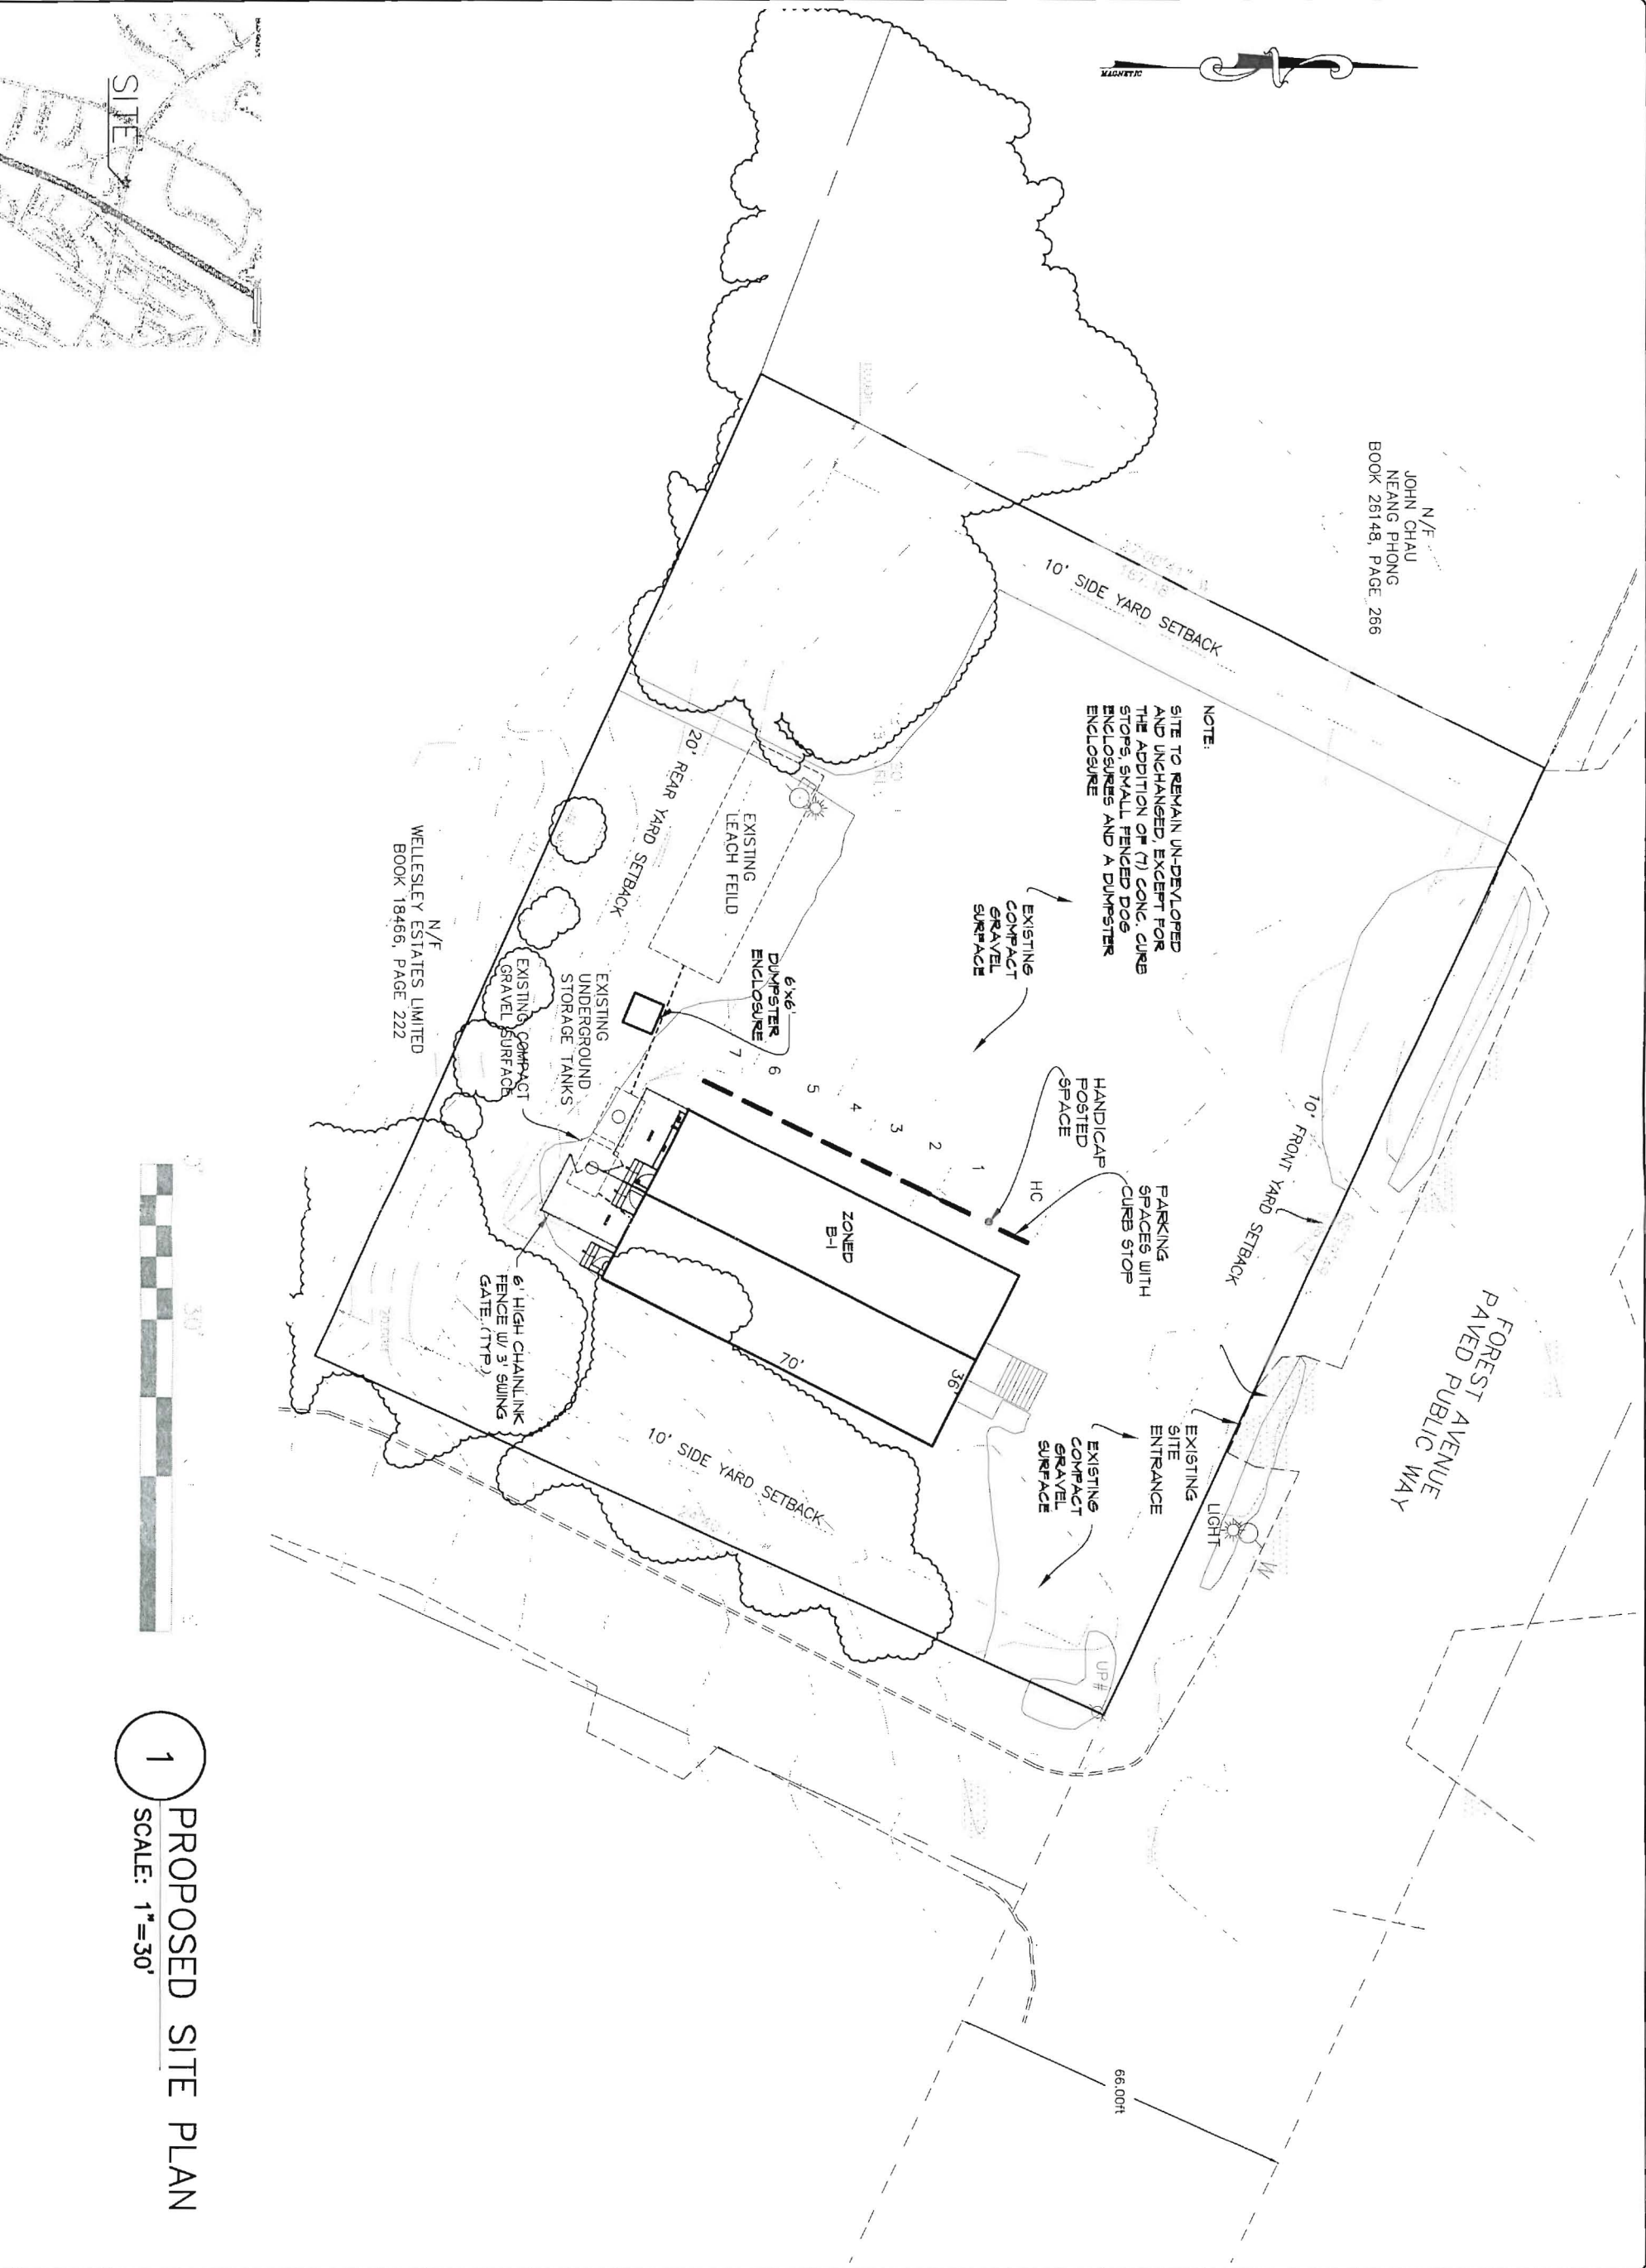 MAGNETIC
N/F
JOHN CHAU
NEANG PHONG
BOOK 26148, PAGE 266
SITE
10' SIDE YARD SETBACK
NOTE:
SITE TO REMAIN UN-DEVLOPED
AND UNCHANGED, EXCEPT FOR
THE ADDITION OF (7) CONC. CURB
STOPS, SMALL FENCED DOG
ENCLOSURES AND A DUMPSTER
ENCLOSURE
EXISTING
COMPACT
GRAVEL
SURFACE
20' REAR YARD SETBACK
EXISTING
LEACH FEILD
6'X6'
DUMPSTER
ENCLOSURE
N/F
WELLESLEY ESTATES LIMITED
BOOK 18466, PAGE 222
EXISTING
UNDERGROUND
STORAGE TANKS
EXISTING COMPACT
GRAVEL SURFACE
HANDICAP
POSTED
SPACE
PARKING
SPACES WITH
CURB STOP
HC
1
2
3
4
5
6
7
10' FRONT YARD SETBACK
FOREST AVENUE
PAVED PUBLIC WAY
ZONED
B-1
70'
36'
6' HIGH CHAINLINK
FENCE W/ 3' SWING
GATE. (TYP.)
10' SIDE YARD SETBACK
EXISTING
SITE
ENTRANCE
EXISTING
COMPACT
GRAVEL
SURFACE
LIGHT
W
UP#
66.00ft
30'
1
PROPOSED SITE PLAN
SCALE: 1"=30'